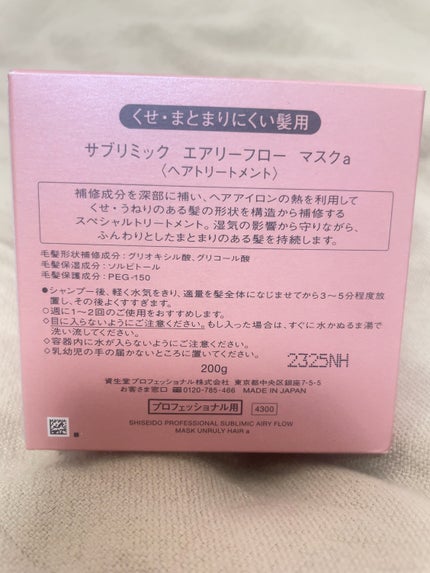 くせ・まとまりにくい髪用
サブリミック エアリーフロー マスクa
〈ヘアトリートメント〉
補修成分を深部に補い、ヘアアイロンの熱を利用して
くせ・うねりのある髪の形状を構造から補修する
スペシャルトリートメント。湿気の影響から守りながら、
ふんわりとしたまとまりのある髪を持続します。
毛髪形状補修成分:グリオキシル酸、グリコール酸
毛髪保湿成分:ソルビトール
毛髪保護成分:PEG-150
●シャンプー後、軽く水気をきり、適量を髪全体になじませてから3~5分程度放
置し、その後よくすすぎます。
○週に1~2回のご使用をおすすめします。
◇目に入らないようにご注意ください。もし入った場合は、すぐに水かぬるま湯で
洗い流してください。
◇容器内に水が入らないようにご注意ください。
◇乳幼児の手の届かないところに置いてください。
200g
2325NH
資生堂プロフェッショナル株式会社 東京都中央区銀座7-5-5
お客さま窓口 0120-785-466 MADE IN JAPAN
プロフェッショナル用 4300
SHISEIDO PROFESSIONAL SUBLIMIC AIRY FLOW
MASK UNRULY HAIR a